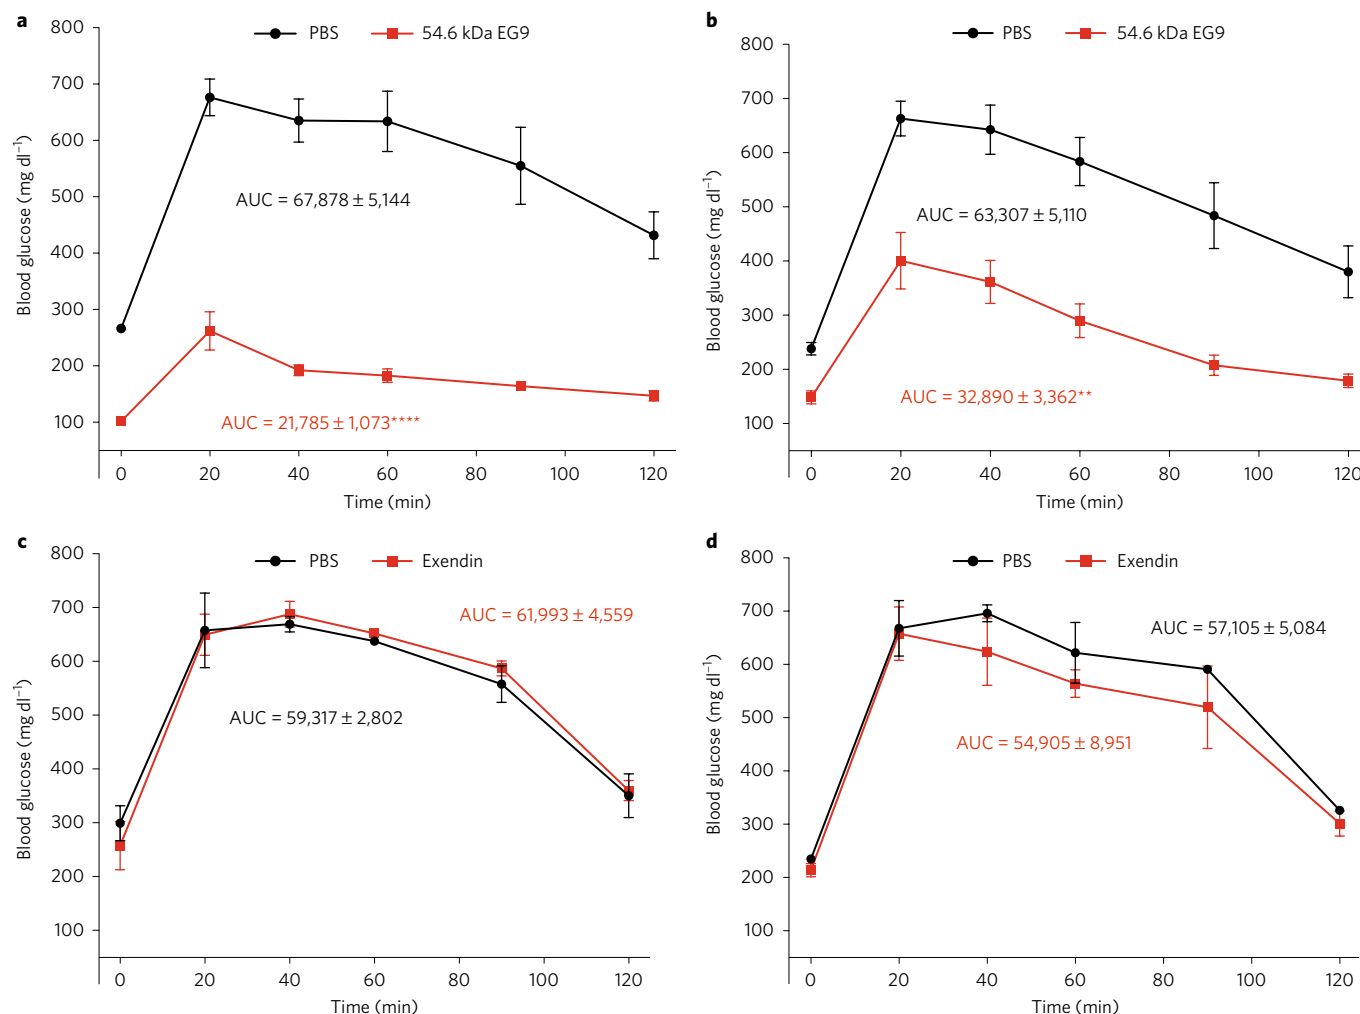 a
PBS
54.6 kDa EG9
800
700
600
500
400
300
200
100
Blood glucose (mg dl−1)
AUC = 67,878 ± 5,144
AUC = 21,785 ± 1,073****
0 20 40 60 80 100 120
Time (min)
b
PBS
54.6 kDa EG9
800
700
600
500
400
300
200
100
Blood glucose (mg dl−1)
AUC = 63,307 ± 5,110
AUC = 32,890 ± 3,362**
0 20 40 60 80 100 120
Time (min)
c
PBS
Exendin
800
700
600
500
400
300
200
100
Blood glucose (mg dl−1)
AUC = 61,993 ± 4,559
AUC = 59,317 ± 2,802
0 20 40 60 80 100 120
Time (min)
d
PBS
Exendin
800
700
600
500
400
300
200
100
Blood glucose (mg dl−1)
AUC = 57,105 ± 5,084
AUC = 54,905 ± 8,951
0 20 40 60 80 100 120
Time (min)